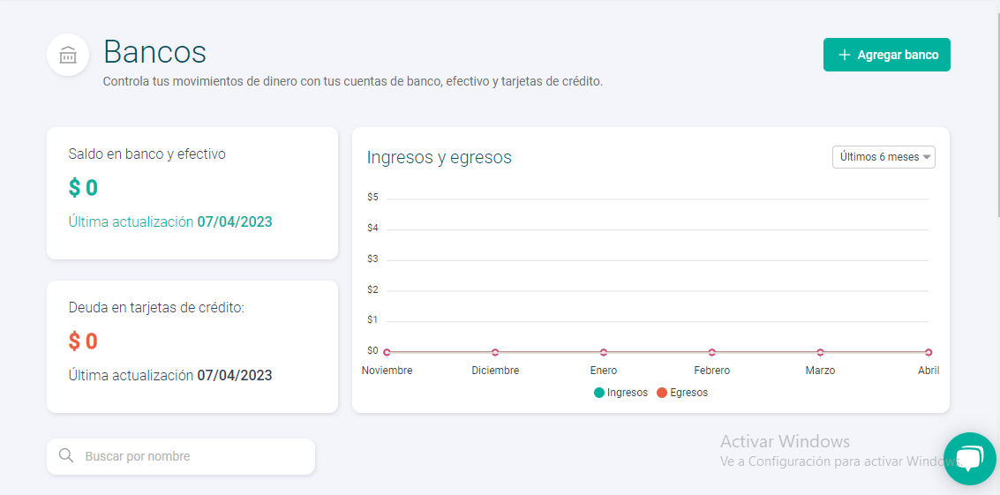 Bancos
Agregar banco
Controla tus movimientos de dinero con tus cuentas de banco, efectivo y tarjetas de crédito.
Saldo en banco y efectivo
$ 0
Última actualización 07/04/2023
Deuda en tarjetas de crédito:
$ 0
Última actualización 07/04/2023
Ingresos y egresos
Últimos 6 meses
$5
$4
$3
$2
$1
$0
Noviembre Diciembre Enero Febrero Marzo Abril
Ingresos Egresos
Buscar por nombre
Activar Windows
Ve a Configuración para activar Windows.